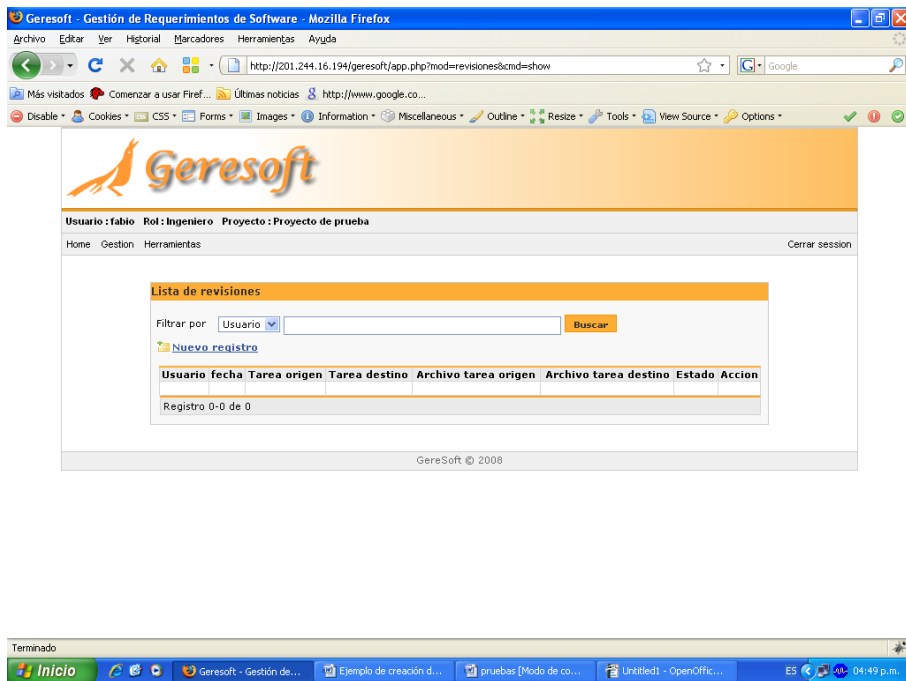 Geresoft - Gestión de Requerimientos de Software - Mozilla Firefox
Archivo Editar Ver Historial Marcadores Herramientas Ayuda
http://201.244.16.194/geresoft/app.php?mod=revisiones&cmd=show
G Google
Más visitados Comenzar a usar Firef... Últimas noticias http://www.google.co...
Disable Cookies CSS Forms Images Information Miscellaneous Outline Resize Tools View Source Options
Geresoft
Usuario : fabio Rol : Ingeniero Proyecto : Proyecto de prueba
Home Gestion Herramientas Cerrar session
Lista de revisiones
Filtrar por Usuario Buscar
Nuevo registro
Usuario fecha Tarea origen Tarea destino Archivo tarea origen Archivo tarea destino Estado Accion
Registro 0-0 de 0
GereSoft © 2008
Terminado
Inicio Geresoft - Gestión de... Ejemplo de creación d... pruebas [Modo de co... Untitled1 - OpenOffic... ES 04:49 p.m.